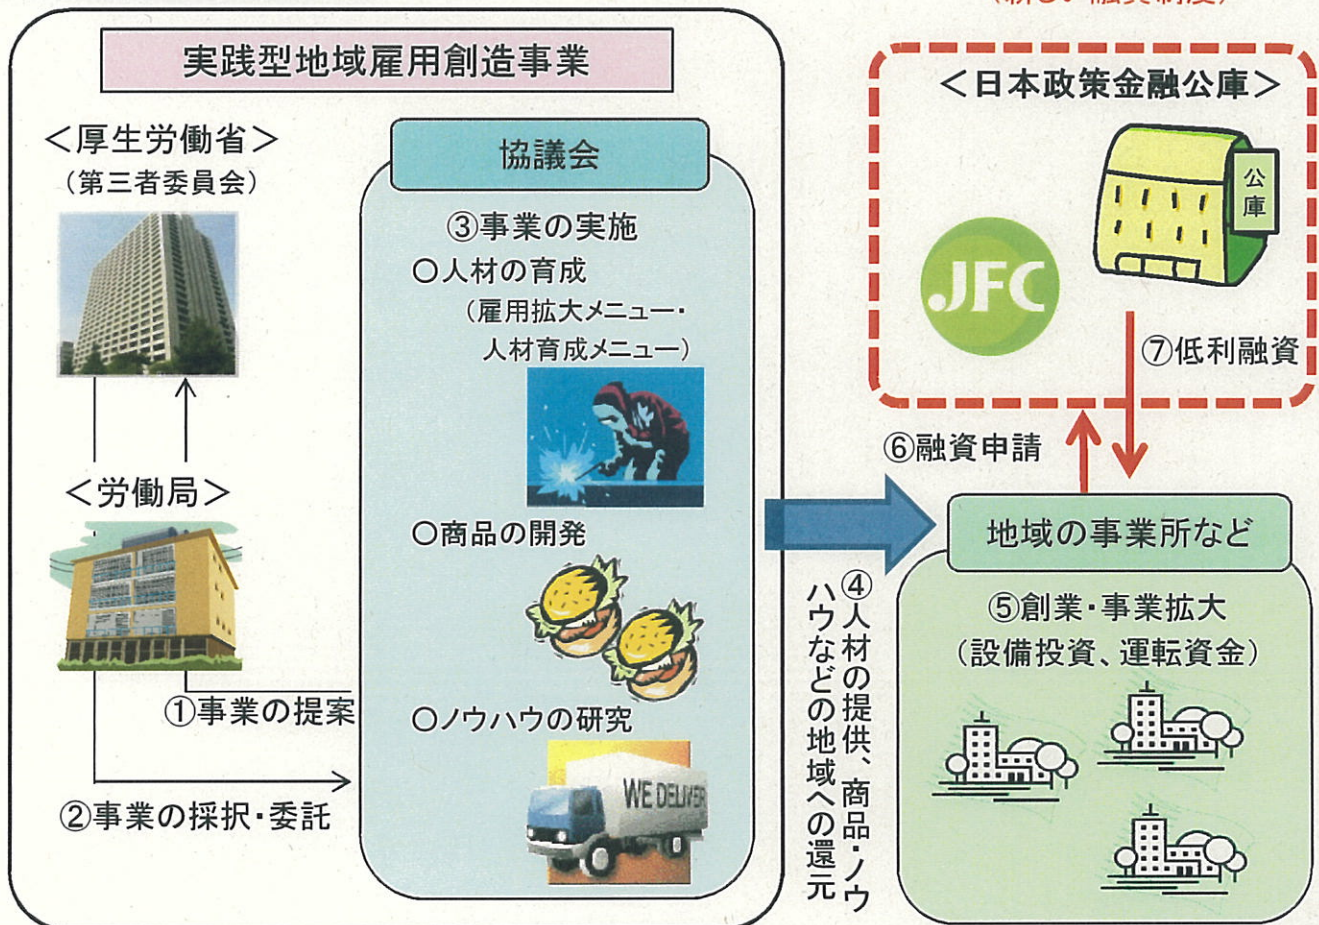 (新しい融資制度)
実践型地域雇用創造事業
<厚生労働省>
(第三者委員会)
<労働局>
①事業の提案
②事業の採択・委託
協議会
③事業の実施
○人材の育成
(雇用拡大メニュー・
人材育成メニュー)
○商品の開発
○ノウハウの研究
WE DELIVER
④人材の提供、商品・ノウ
ハウなどの地域への還元
<日本政策金融公庫>
公庫
JFC
⑦低利融資
⑥融資申請
地域の事業所など
⑤創業・事業拡大
(設備投資、運転資金)